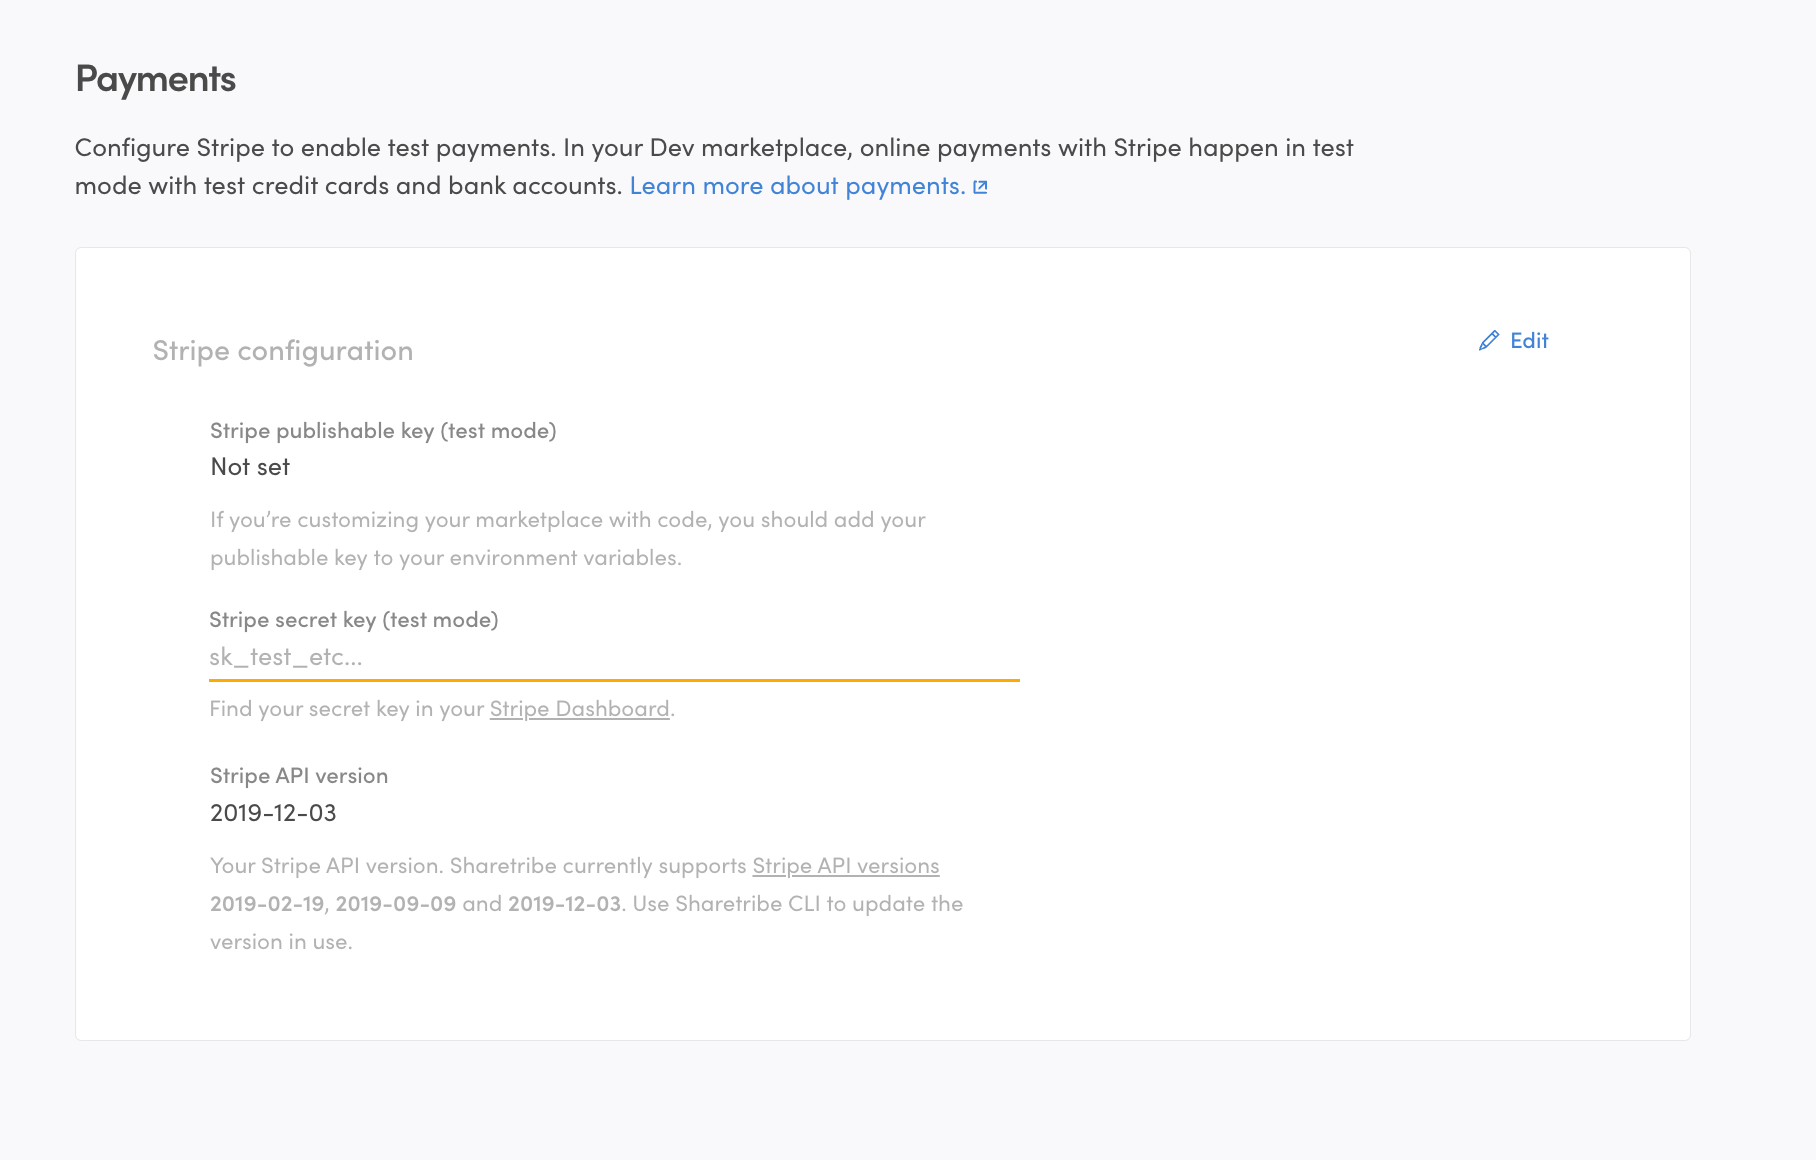 Payments
Configure Stripe to enable test payments. In your Dev marketplace, online payments with Stripe happen in test
mode with test credit cards and bank accounts. Learn more about payments.
Stripe configuration
Edit
Stripe publishable key (test mode)
Not set
If you’re customizing your marketplace with code, you should add your
publishable key to your environment variables.
Stripe secret key (test mode)
sk_test_etc...
Find your secret key in your Stripe Dashboard.
Stripe API version
2019-12-03
Your Stripe API version. Sharetribe currently supports Stripe API versions
2019-02-19, 2019-09-09 and 2019-12-03. Use Sharetribe CLI to update the
version in use.